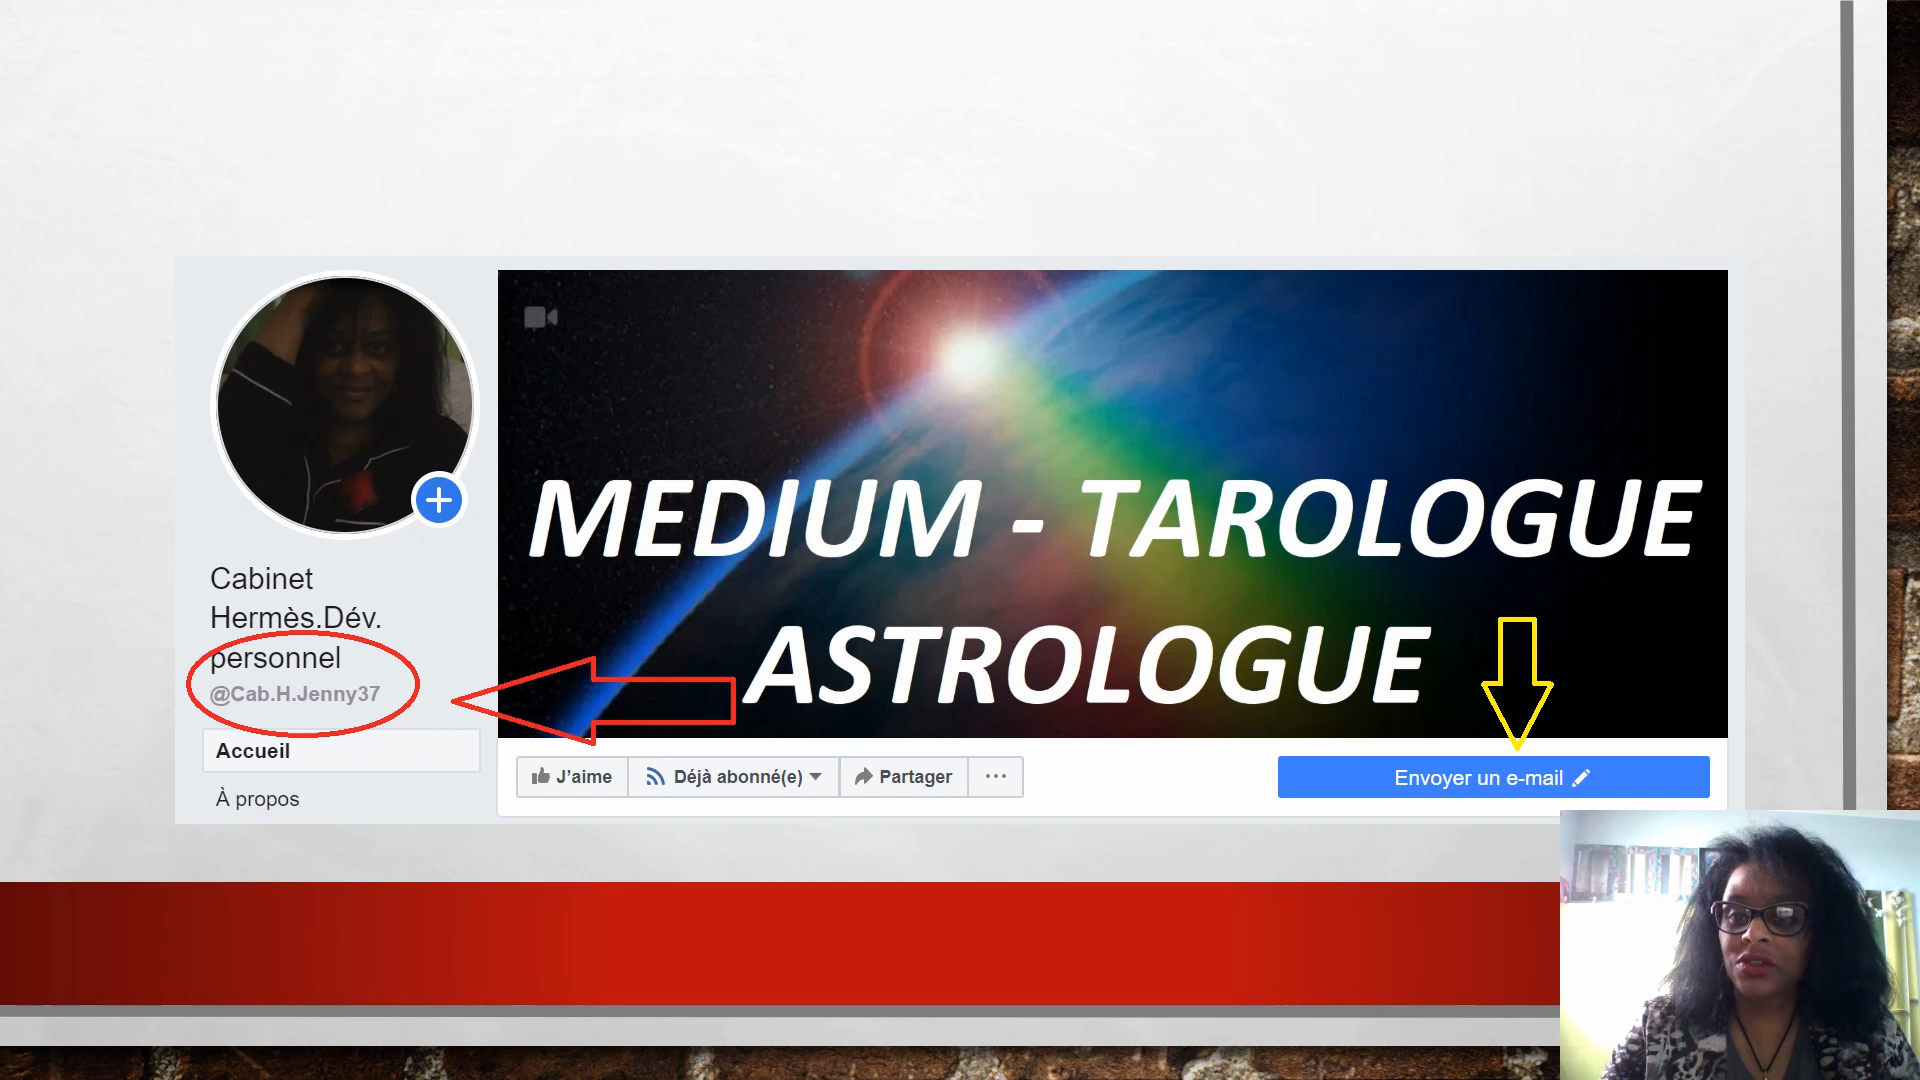 Cabinet
Hermès.Dév.
personnel
@Cab.H.Jenny37
Accueil
À propos
MEDIUM - TAROLOGUE
ASTROLOGUE
J’aime
Déjà abonné(e)
Partager
Envoyer un e-mail